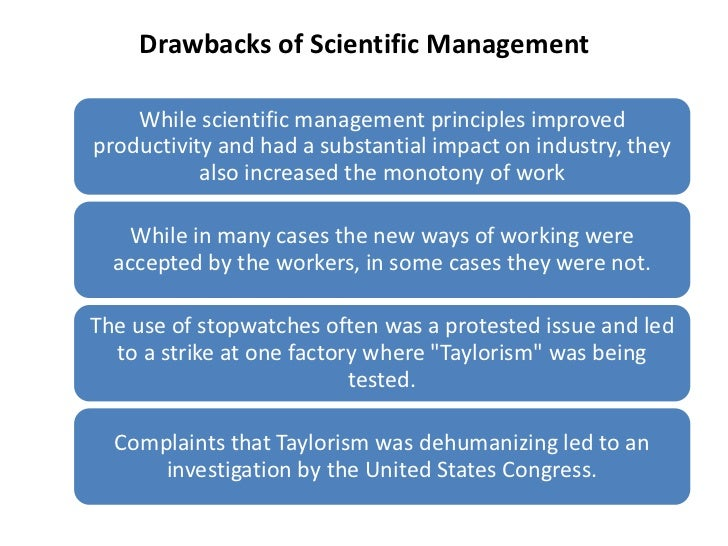 Drawbacks of Scientific Management
While scientific management principles improved
productivity and had a substantial impact on industry, they
also increased the monotony of work
While in many cases the new ways of working were
accepted by the workers, in some cases they were not.
The use of stopwatches often was a protested issue and led
to a strike at one factory where "Taylorism" was being
tested.
Complaints that Taylorism was dehumanizing led to an
investigation by the United States Congress.